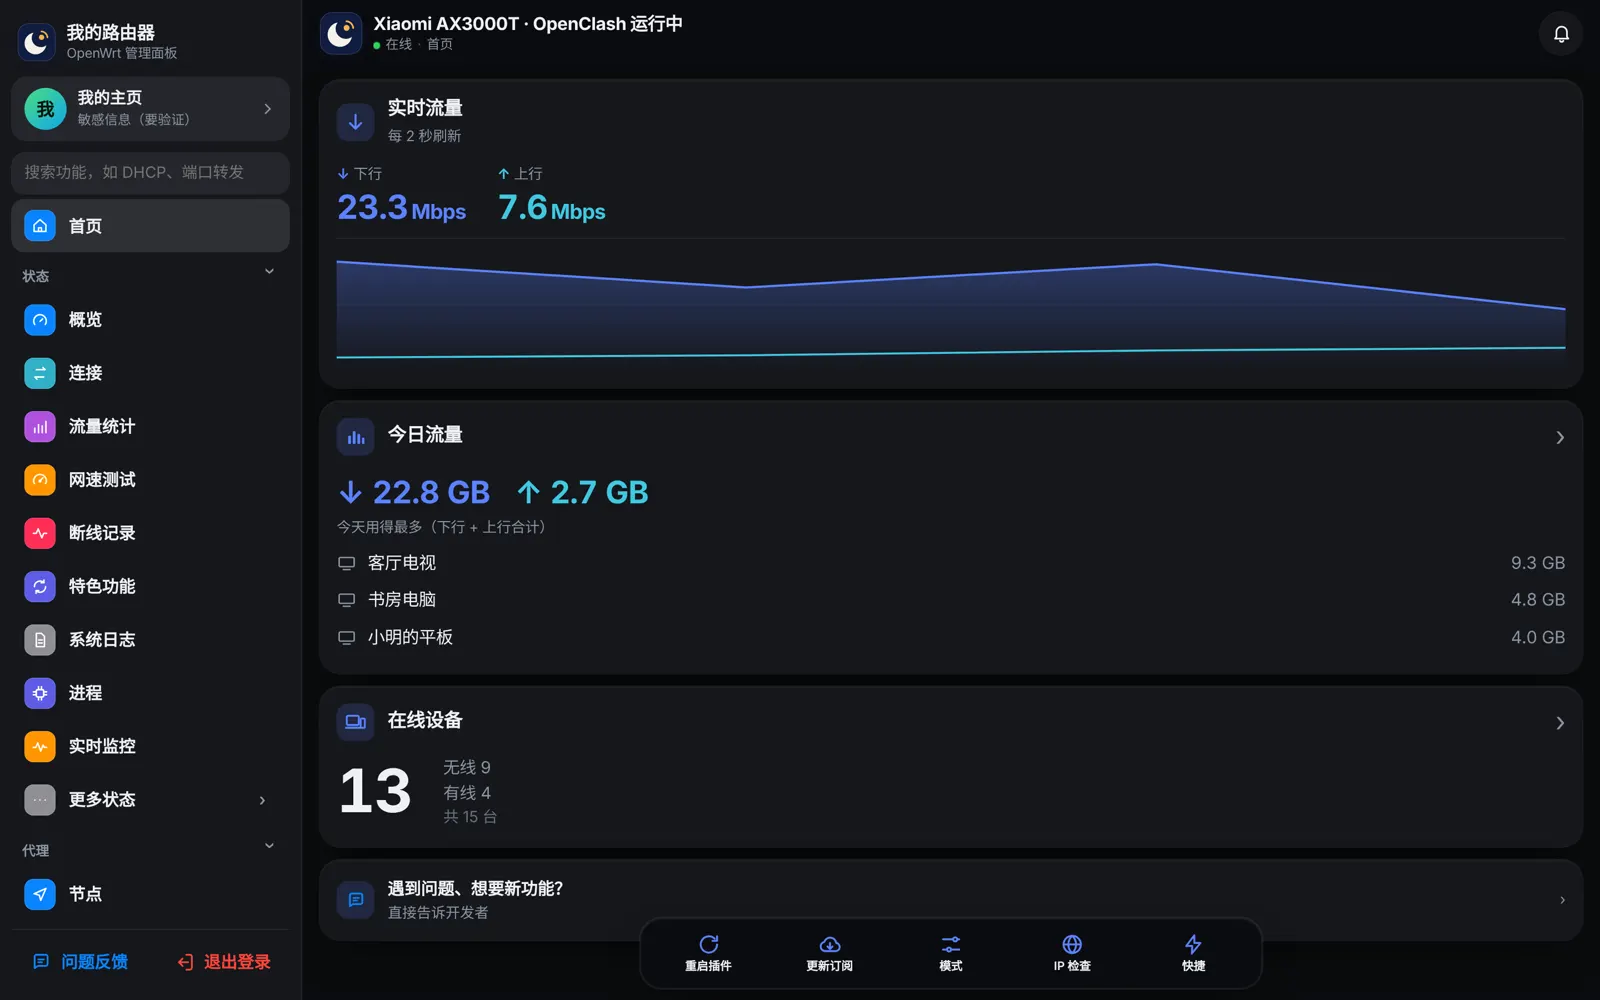 我的路由器
OpenWrt 管理面板
我
我的主页
敏感信息（要验证）
搜索功能，如 DHCP、端口转发
首页
状态
概览
连接
流量统计
网速测试
断线记录
特色功能
系统日志
进程
实时监控
更多状态
代理
节点
问题反馈
退出登录
Xiaomi AX3000T · OpenClash 运行中
在线 · 首页
实时流量
每 2 秒刷新
下行
上行
23.3 Mbps
7.6 Mbps
今日流量
22.8 GB
2.7 GB
今天用得最多（下行 + 上行合计）
客厅电视 9.3 GB
书房电脑 4.8 GB
小明的平板 4.0 GB
在线设备
13
无线 9
有线 4
共 15 台
遇到问题、想要新功能？
直接告诉开发者
重启插件
更新订阅
模式
IP 检查
快捷